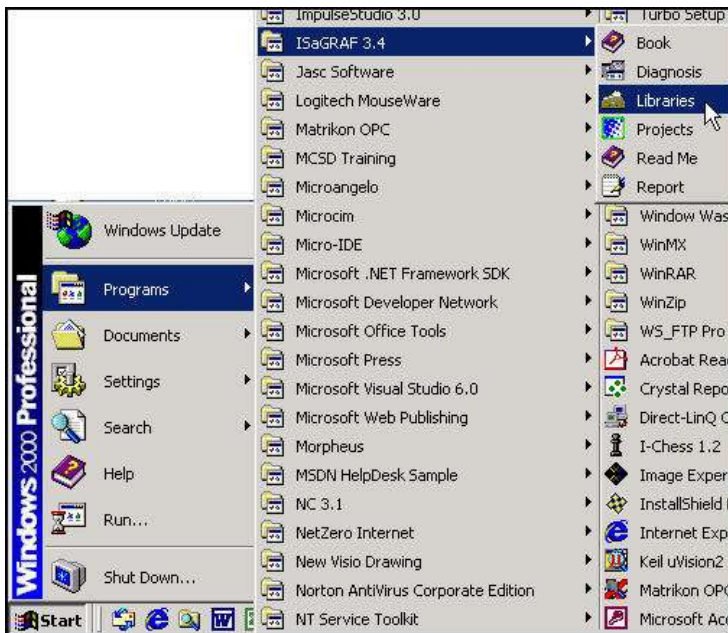 ImpulseStudio 3.0
ISaGRAF 3.4
Jasc Software
Logitech MouseWare
Matrikon OPC
MCSD Training
Microangelo
Microcim
Micro-IDE
Microsoft .NET Framework SDK
Microsoft Developer Network
Microsoft Office Tools
Microsoft Press
Microsoft Visual Studio 6.0
Microsoft Web Publishing
Morpheus
MSDN HelpDesk Sample
NC 3.1
NetZero Internet
New Visio Drawing
Norton AntiVirus Corporate Edition
NT Service Toolkit
Turbo Setup
Book
Diagnosis
Libraries
Projects
Read Me
Report
Window Was
WinMX
WinRAR
WinZip
WS_FTP Pro
Acrobat Rea
Crystal Repo
Direct-LinQ
I-Chess 1.2
Image Exper
InstallShield
Internet Exp
Keil uVision2
Matrikon OPC
Microsoft Ac
Windows Update
Programs
Documents
Settings
Search
Help
Run...
Shut Down...
Windows 2000 Professional
Start